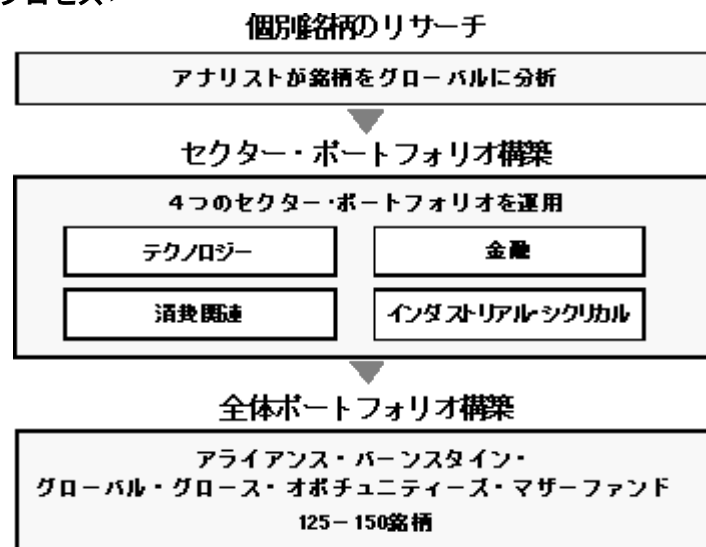 プロセス>
個別銘柄のリサーチ
アナリストが銘柄をグローバルに分析
セクター・ポートフォリオ構築
4つのセクター・ポートフォリオを運用
テクノロジー
金融
消費関連
インダストリアル・シクリカル
全体ポートフォリオ構築
アライアンス・バーンスタイン・
グローバル・グロース・オポチュニティーズ・マザーファンド
125-150銘柄